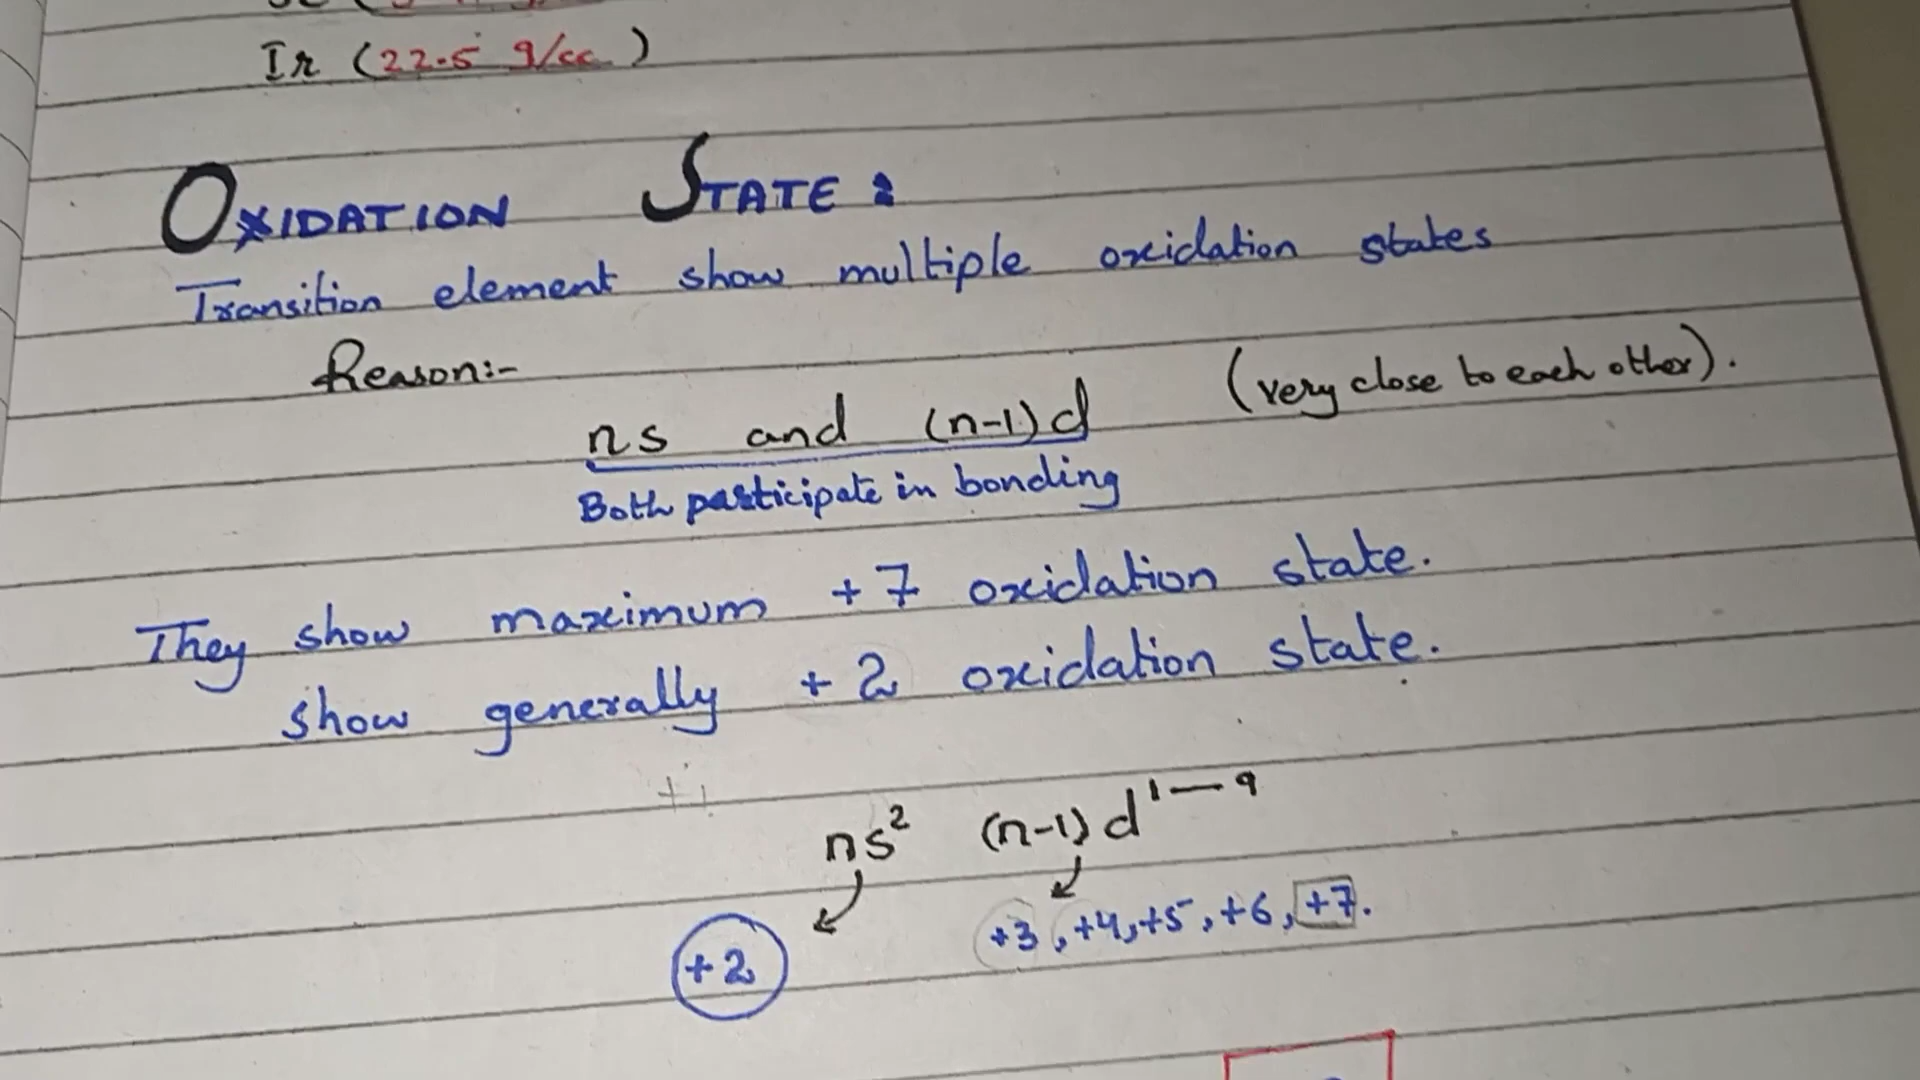 Ir (22.5 g/cc)
OXIDATION STATE :
Transition element show multiple oxidation states
Reason:-
ns and (n-1)d (very close to each other).
Both participate in bonding
They show maximum +7 oxidation state.
show generally +2 oxidation state.
ns² (n-1)d¹⁻⁹
+2 +3, +4, +5, +6, +7.